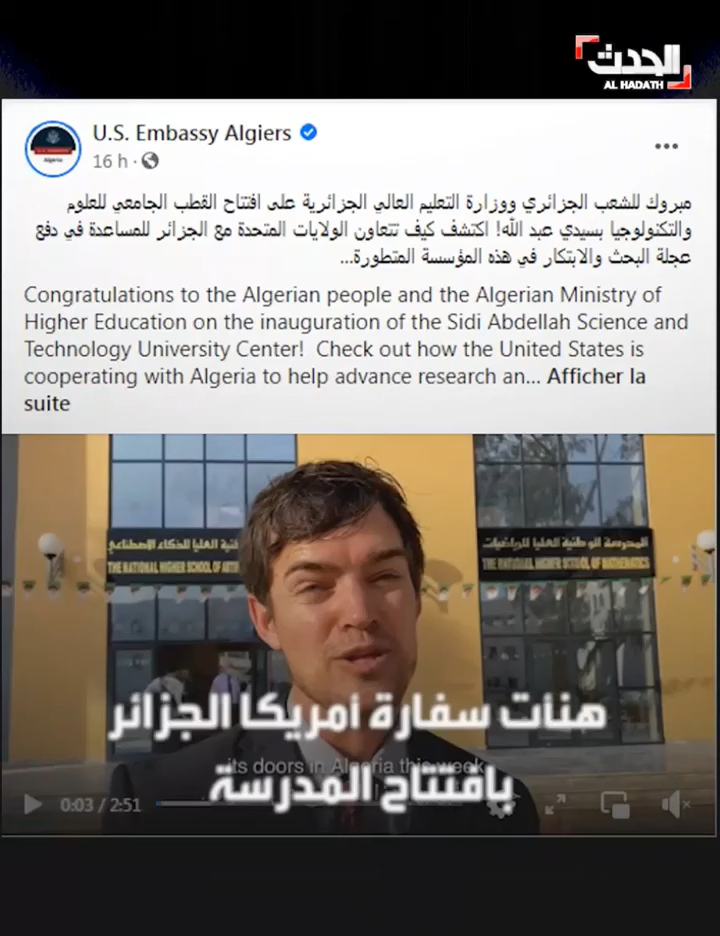 الحدث
AL HADATH
U.S. Embassy Algiers
16 h
مبروك للشعب الجزائري ووزارة التعليم العالي الجزائرية على افتتاح القطب الجامعي للعلوم
والتكنولوجيا بسيدي عبد الله! اكتشف كيف تتعاون الولايات المتحدة مع الجزائر للمساعدة في دفع
عجلة البحث والابتكار في هذه المؤسسة المتطورة...
Congratulations to the Algerian people and the Algerian Ministry of
Higher Education on the inauguration of the Sidi Abdellah Science and
Technology University Center! Check out how the United States is
cooperating with Algeria to help advance research an... Afficher la
suite
العليا للذكاء الاصطناعي
THE NATIONAL HIGHER SCHOOL OF
المدرسة الوطنية العليا للرياضيات
THE NATIONAL HIGHER SCHOOL OF MATHEMATICS
هنأت سفارة أمريكا الجزائر
its doors in Algeria this week
بافتتاح المدرسة
0:03 / 2:51